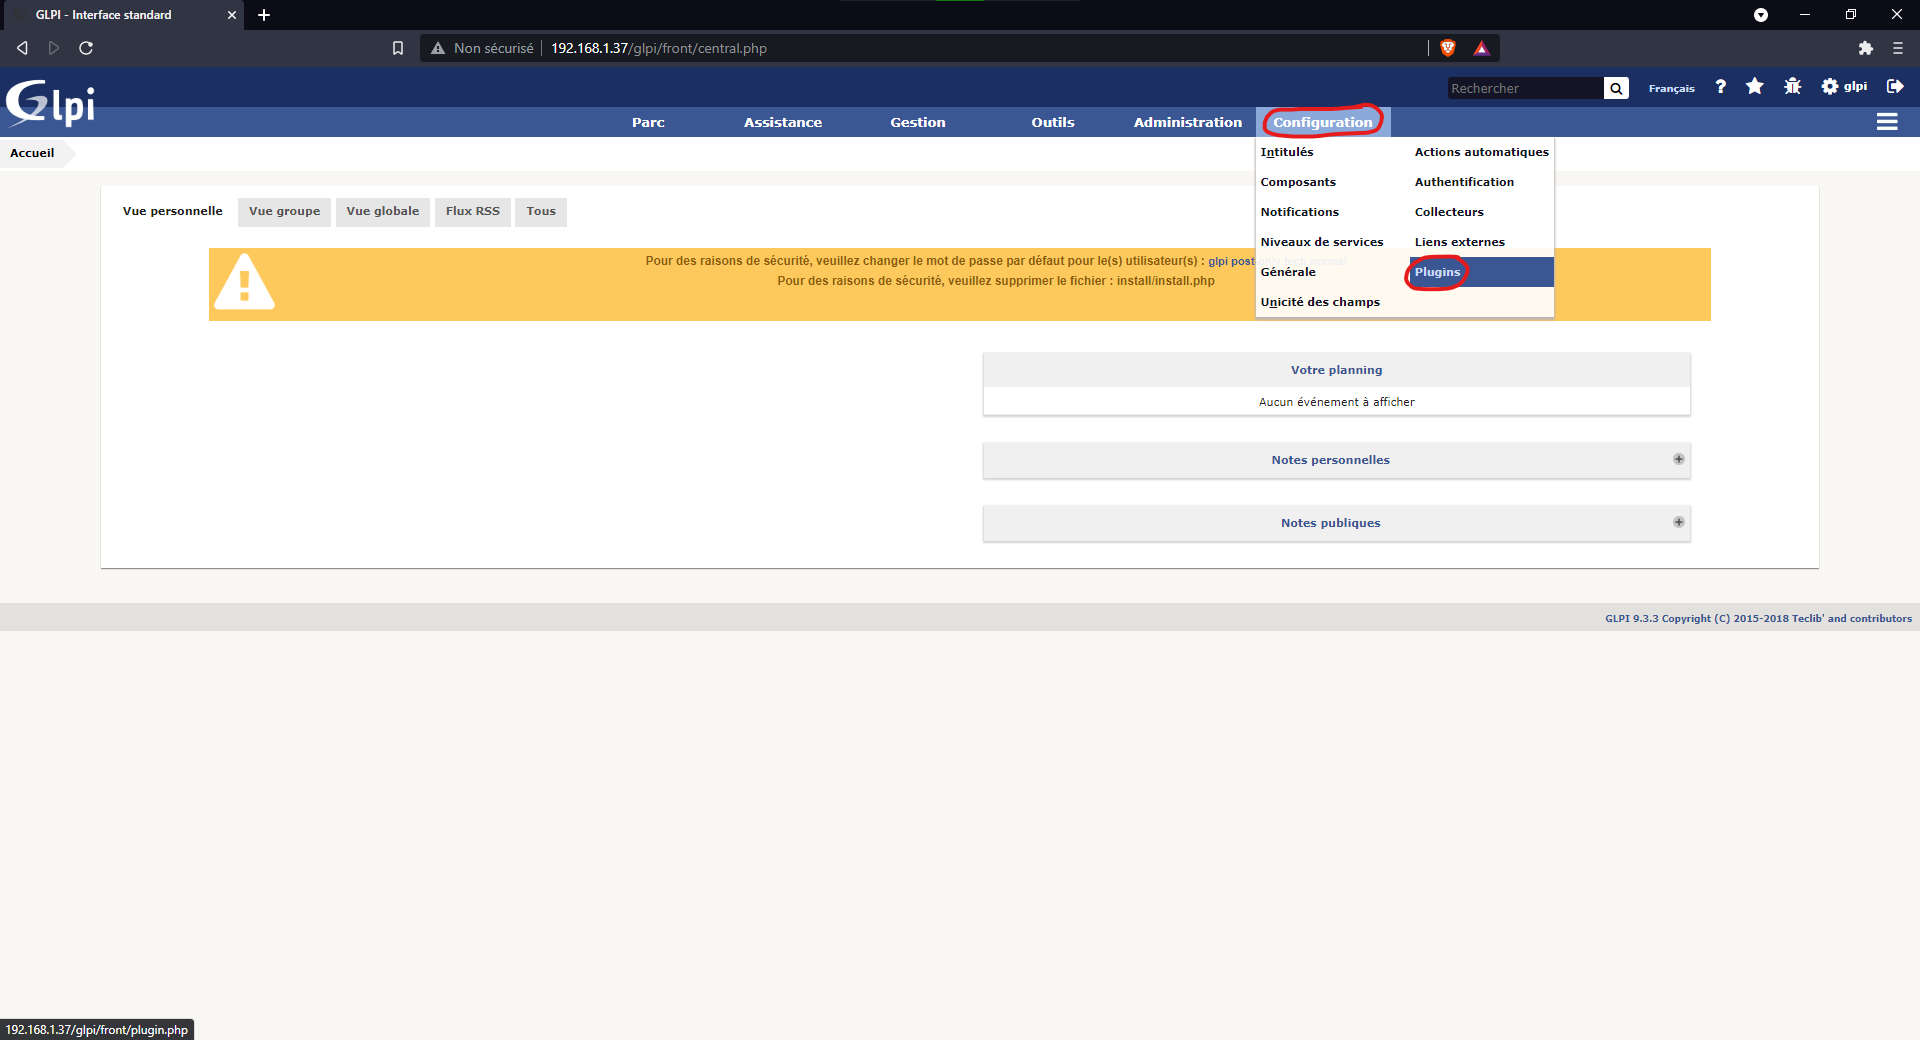 GLPI - Interface standard
Non sécurisé 192.168.1.37/glpi/front/central.php
Glpi
Rechercher Français ? glpi
Parc Assistance Gestion Outils Administration Configuration
Accueil
Intitulés Actions automatiques
Composants Authentification
Notifications Collecteurs
Niveaux de services Liens externes
Générale Plugins
Unicité des champs
Vue personnelle Vue groupe Vue globale Flux RSS Tous
Pour des raisons de sécurité, veuillez changer le mot de passe par défaut pour le(s) utilisateur(s) : glpi post-only tech normal
Pour des raisons de sécurité, veuillez supprimer le fichier : install/install.php
Votre planning
Aucun événement à afficher
Notes personnelles
Notes publiques
GLPI 9.3.3 Copyright (C) 2015-2018 Teclib' and contributors
192.168.1.37/glpi/front/plugin.php